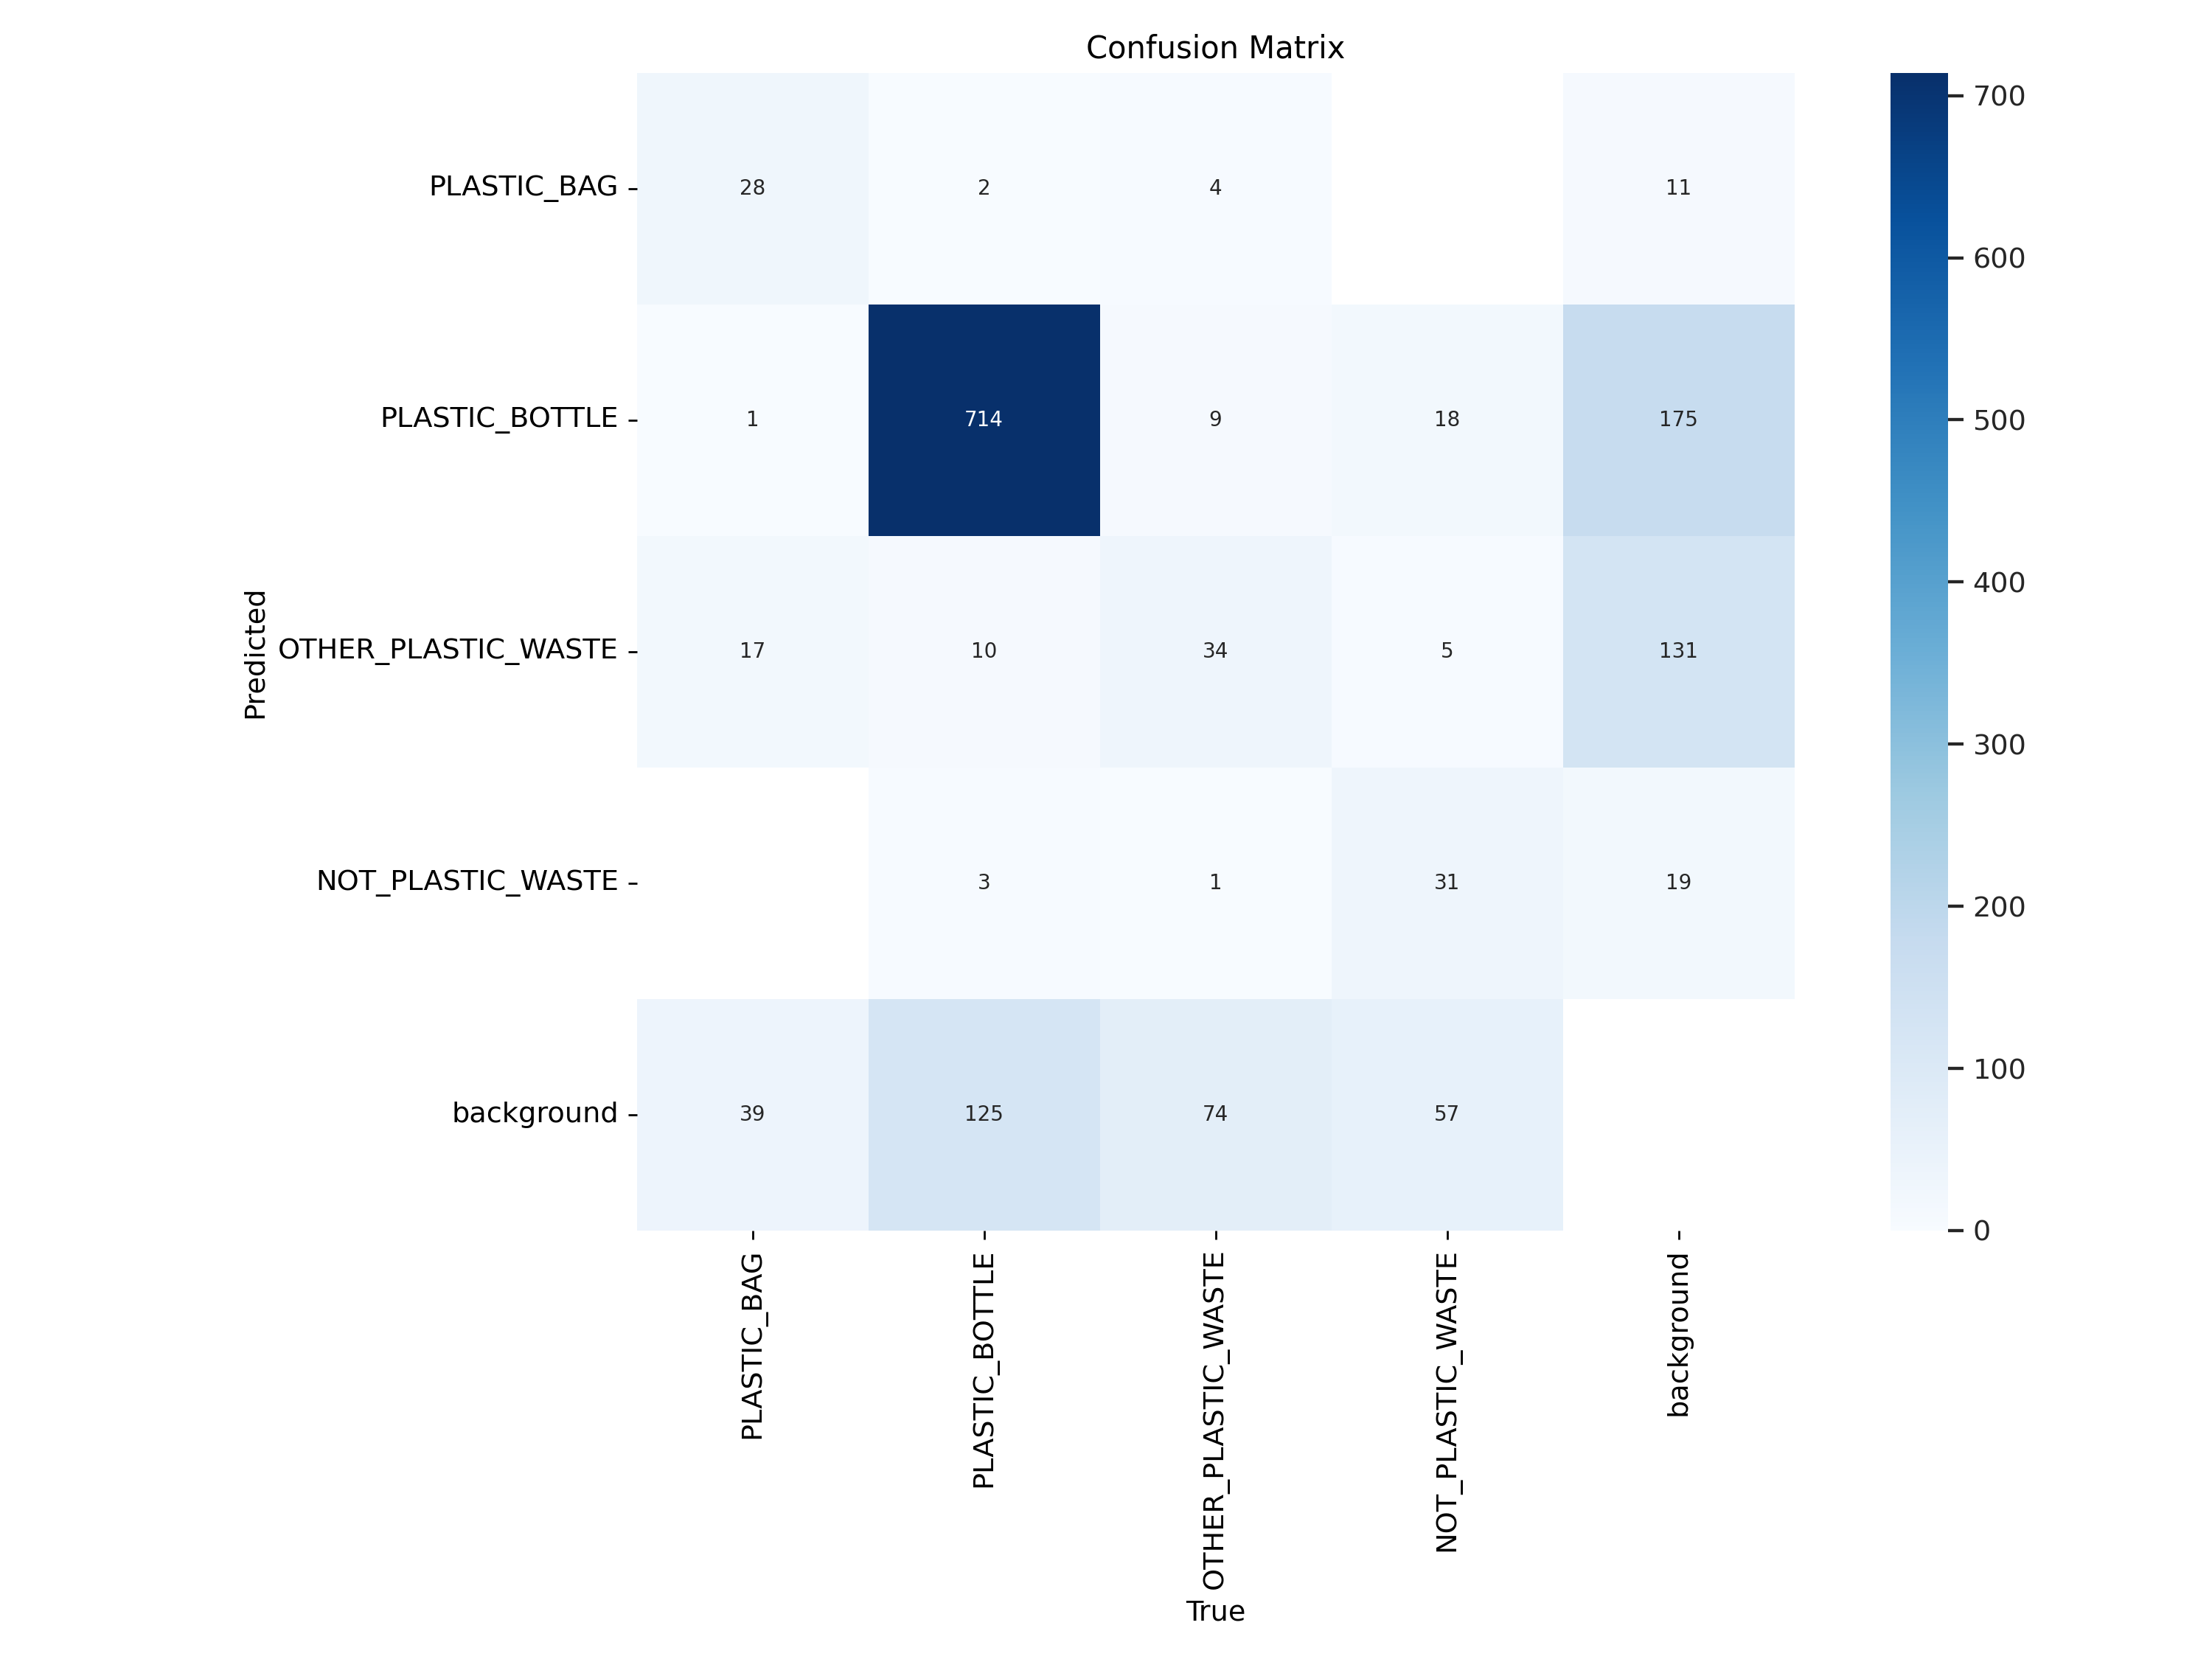 Confusion Matrix
PLASTIC_BAG 28 2 4 11
PLASTIC_BOTTLE 1 714 9 18 175
OTHER_PLASTIC_WASTE 17 10 34 5 131
NOT_PLASTIC_WASTE 3 1 31 19
background 39 125 74 57
Predicted
PLASTIC_BAG
PLASTIC_BOTTLE
OTHER_PLASTIC_WASTE
NOT_PLASTIC_WASTE
background
True
700
600
500
400
300
200
100
0